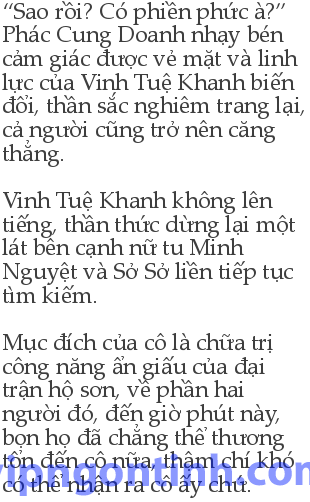 “Sao rồi? Có phiền phức à?”
Phác Cung Doanh nhạy bén
cảm giác được vẻ mặt và linh
lực của Vinh Tuệ Khanh biến
đổi, thần sắc nghiêm trang lại,
cả người cũng trở nên căng
thẳng.
Vinh Tuệ Khanh không lên
tiếng, thần thức dừng lại một
lát bên cạnh nữ tu Minh
Nguyệt và Sở Sở liền tiếp tục
tìm kiếm.
Mục đích của cô là chữa trị
công năng ẩn giấu của đại
trận hộ sơn, về phần hai
người đó, đến giờ phút này,
bọn họ đã chẳng thể thương
tổn đến cô nữa, thậm chí khó
có thể nhận ra cô ấy chứ.
vipngontinh.com